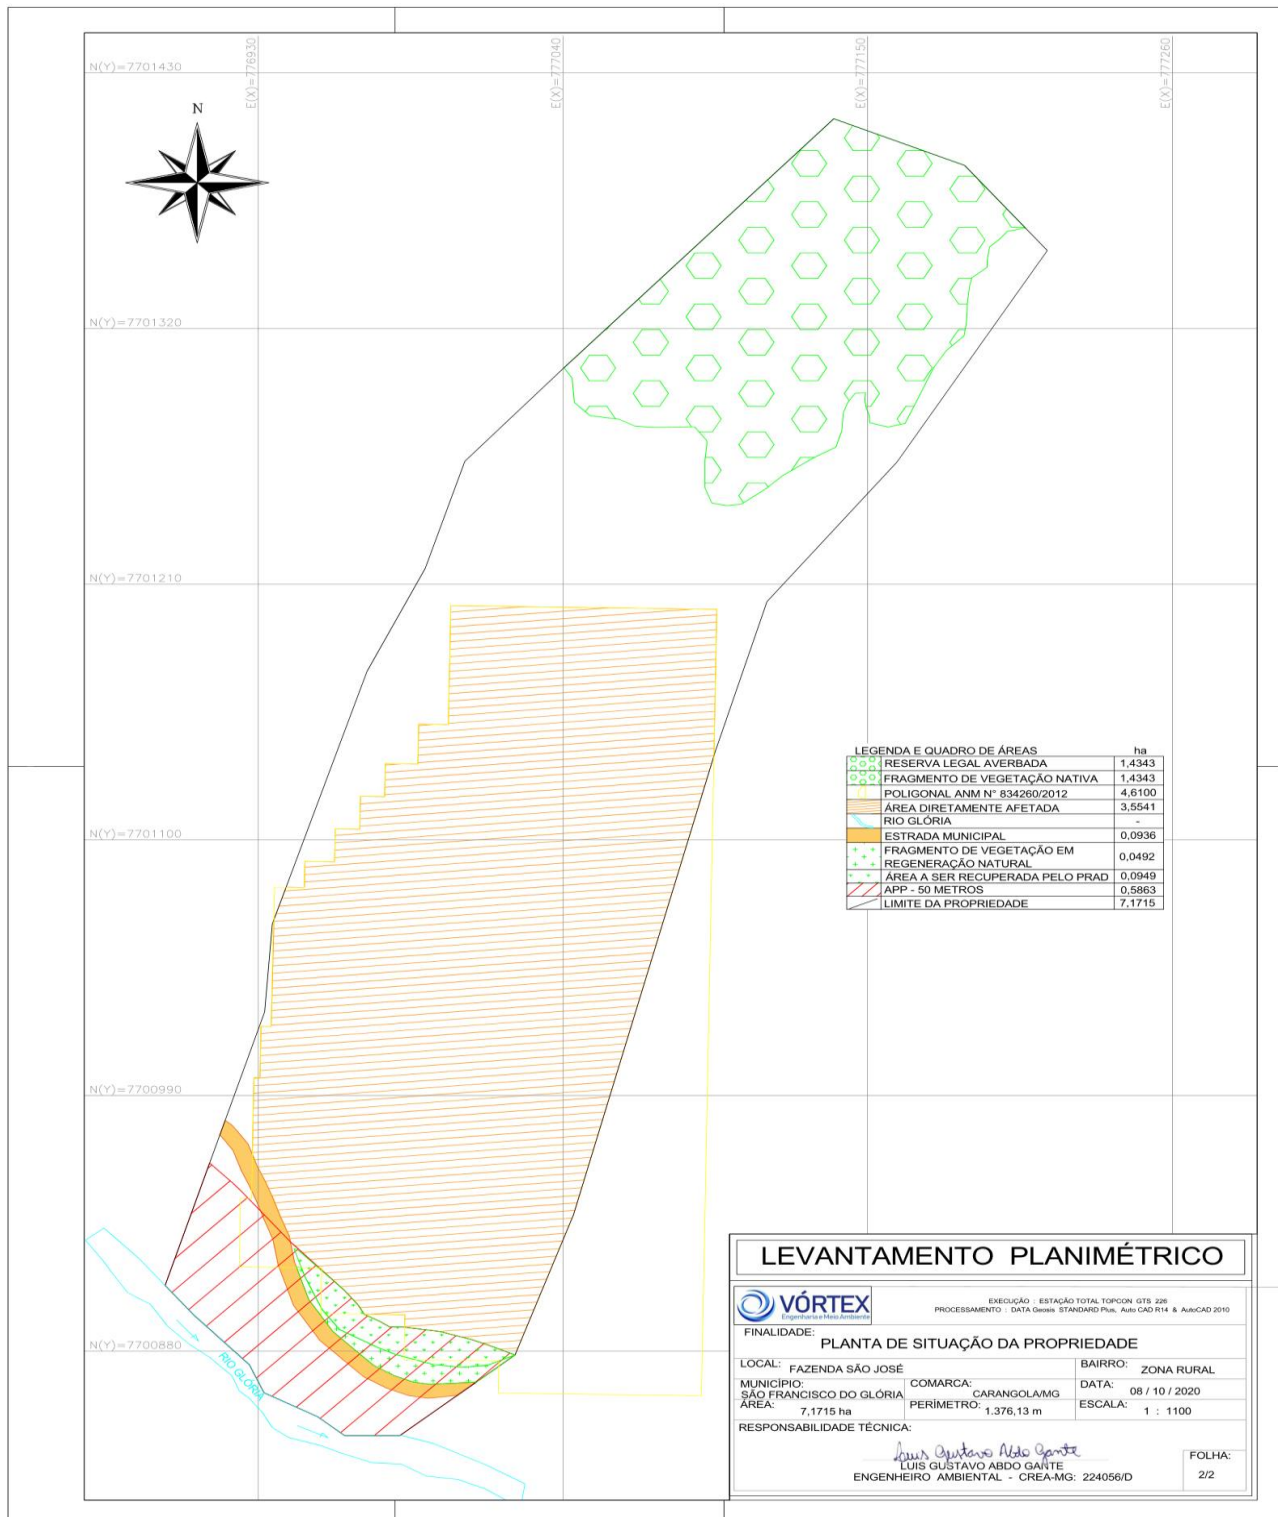 E(X)=776930
E(X)=777040
E(X)=777150
E(X)=777260
N(Y)=7701430
N
N(Y)=7701320
N(Y)=7701210
LEGENDA E QUADRO DE ÁREAS ha
RESERVA LEGAL AVERBADA 1,4343
FRAGMENTO DE VEGETAÇÃO NATIVA 1,4343
POLIGONAL ANM N° 834260/2012 4,6100
ÁREA DIRETAMENTE AFETADA 3,5541
RIO GLÓRIA -
ESTRADA MUNICIPAL 0,0936
FRAGMENTO DE VEGETAÇÃO EM
REGENERAÇÃO NATURAL 0,0492
ÁREA A SER RECUPERADA PELO PRAD 0,0949
APP - 50 METROS 0,5863
LIMITE DA PROPRIEDADE 7,1715
N(Y)=7701100
N(Y)=7700990
N(Y)=7700880
RIO GLÓRIA
LEVANTAMENTO PLANIMÉTRICO
VÓRTEX
Engenharia e Meio Ambiente
EXECUÇÃO : ESTAÇÃO TOTAL TOPCON GTS 226
PROCESSAMENTO : DATA Geosis STANDARD Plus, Auto CAD R14 & AutoCAD 2010
FINALIDADE:
PLANTA DE SITUAÇÃO DA PROPRIEDADE
LOCAL: FAZENDA SÃO JOSÉ BAIRRO: ZONA RURAL
MUNICÍPIO: COMARCA: DATA:
SÃO FRANCISCO DO GLÓRIA CARANGOLA/MG 08 / 10 / 2020
ÁREA: 7,1715 ha PERÍMETRO: 1.376,13 m ESCALA: 1 : 1100
RESPONSABILIDADE TÉCNICA:
Luis Gustavo Abdo Gante
LUIS GUSTAVO ABDO GANTE
ENGENHEIRO AMBIENTAL - CREA-MG: 224056/D
FOLHA:
2/2